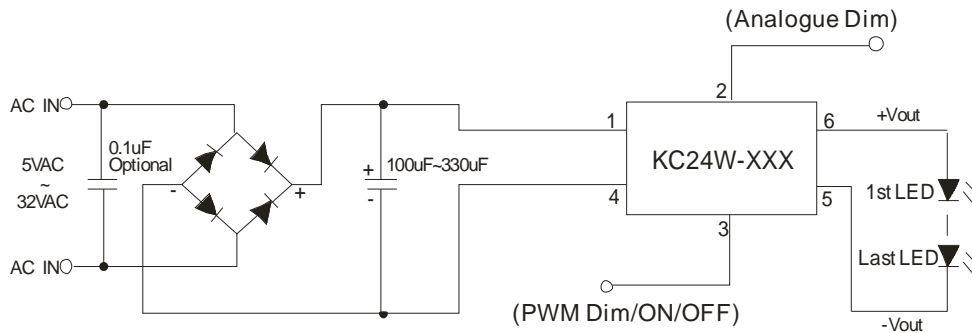 (Analogue Dim)
AC IN
2
0.1uF
Optional
5VAC
~
32VAC
-
+
+
100uF~330uF
-
1
4
KC24W-XXX
6
5
3
+Vout
1st LED
Last LED
AC IN
(PWM Dim/ON/OFF)
-Vout